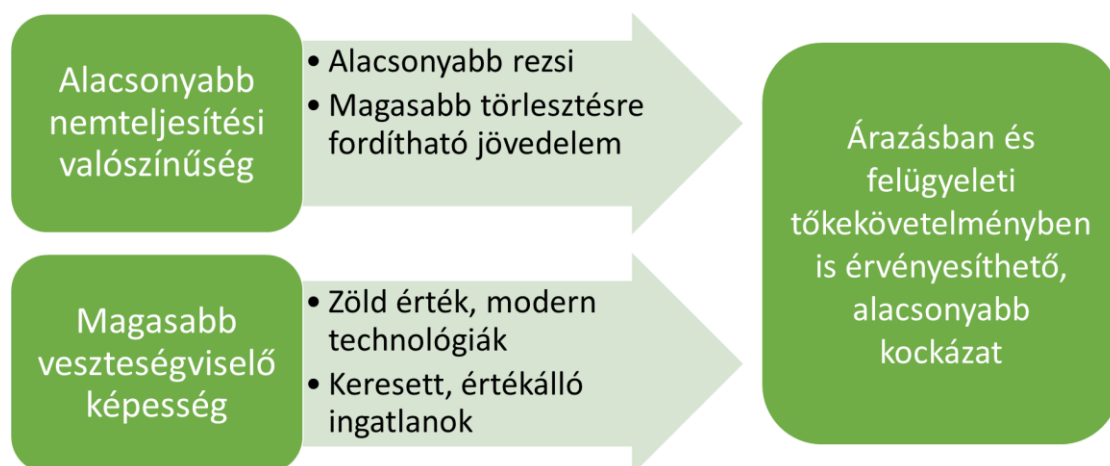 Alacsonyabb
nemteljesítési
valószínűség
• Alacsonyabb rezsi
• Magasabb törlesztésre
fordítható jövedelem
Magasabb
veszteségviselő
képesség
• Zöld érték, modern
technológiák
• Keresett, értékálló
ingatlanok
Árazásban és
felügyeleti
tőkekövetelményben
is érvényesíthető,
alacsonyabb
kockázat